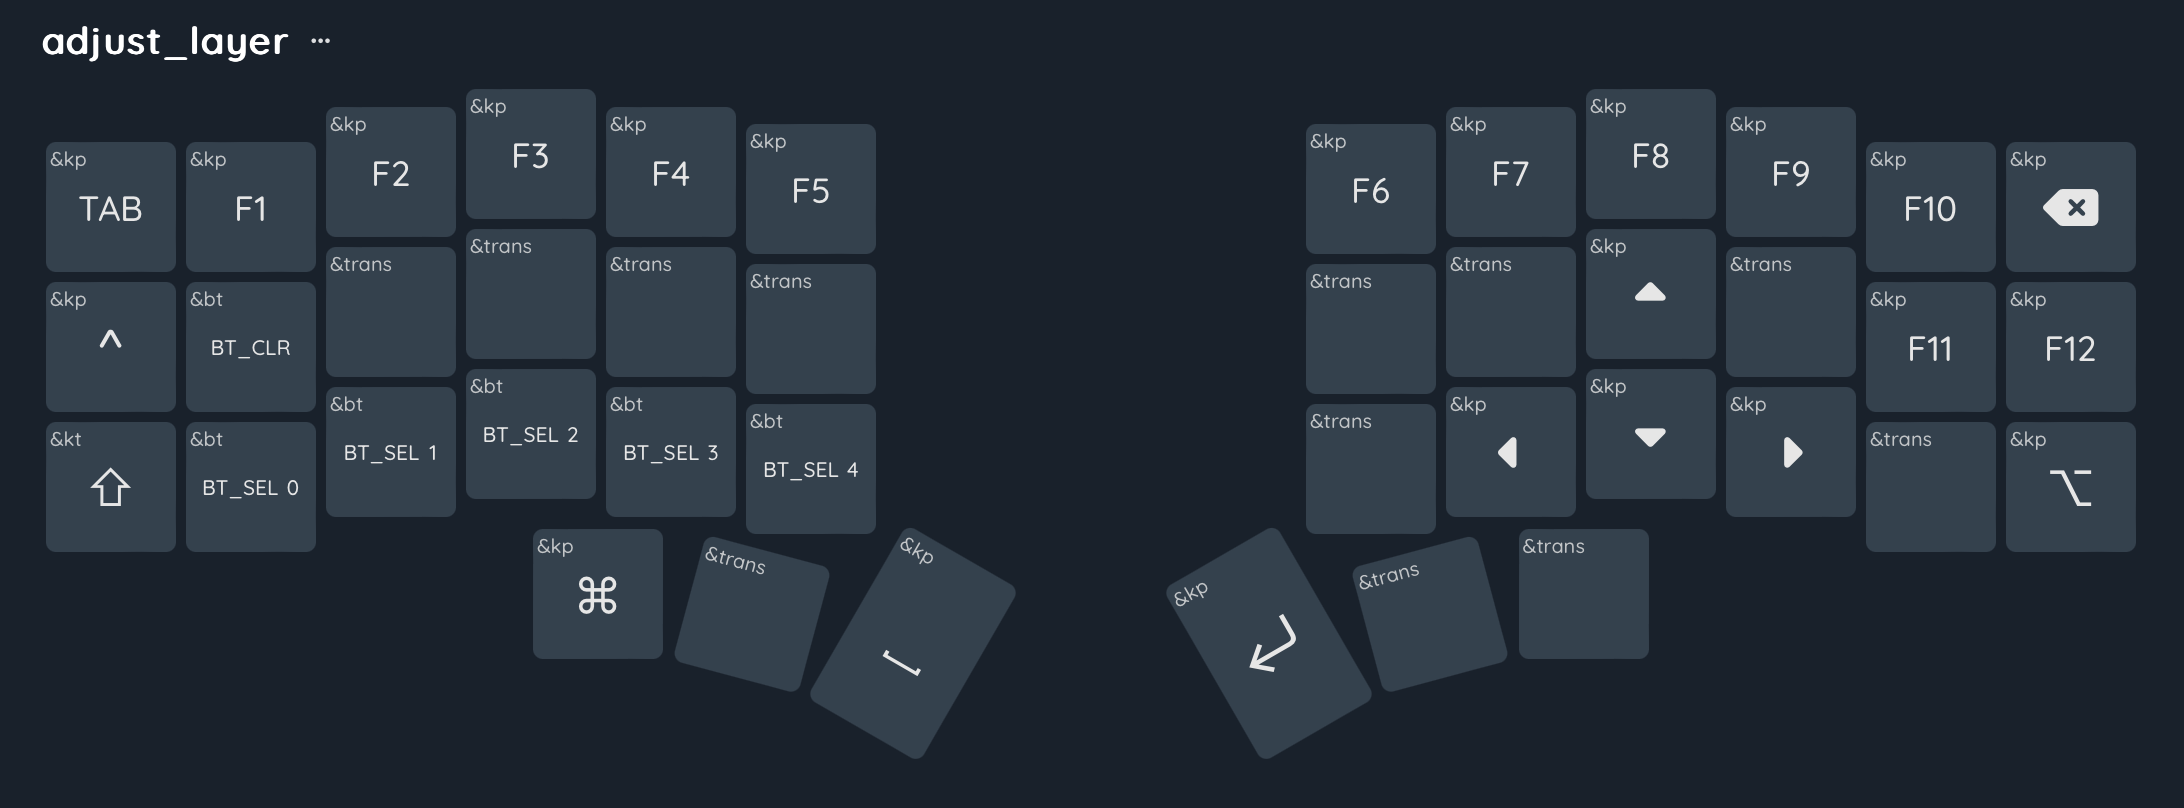 adjust_layer ...
&kp TAB
&kp F1
&kp F2
&kp F3
&kp F4
&kp F5
&kp F6
&kp F7
&kp F8
&kp F9
&kp F10
&kp
&kp ^
&bt BT_CLR
&trans
&trans
&trans
&trans
&trans
&trans
&kp
&trans
&kp F11
&kp F12
&kt ⇧
&bt BT_SEL 0
&bt BT_SEL 1
&bt BT_SEL 2
&bt BT_SEL 3
&bt BT_SEL 4
&trans
&kp
&kp
&kp
&trans
&kp ⌥
&kp ⌘
&trans
&kp
&kp
&trans
&trans